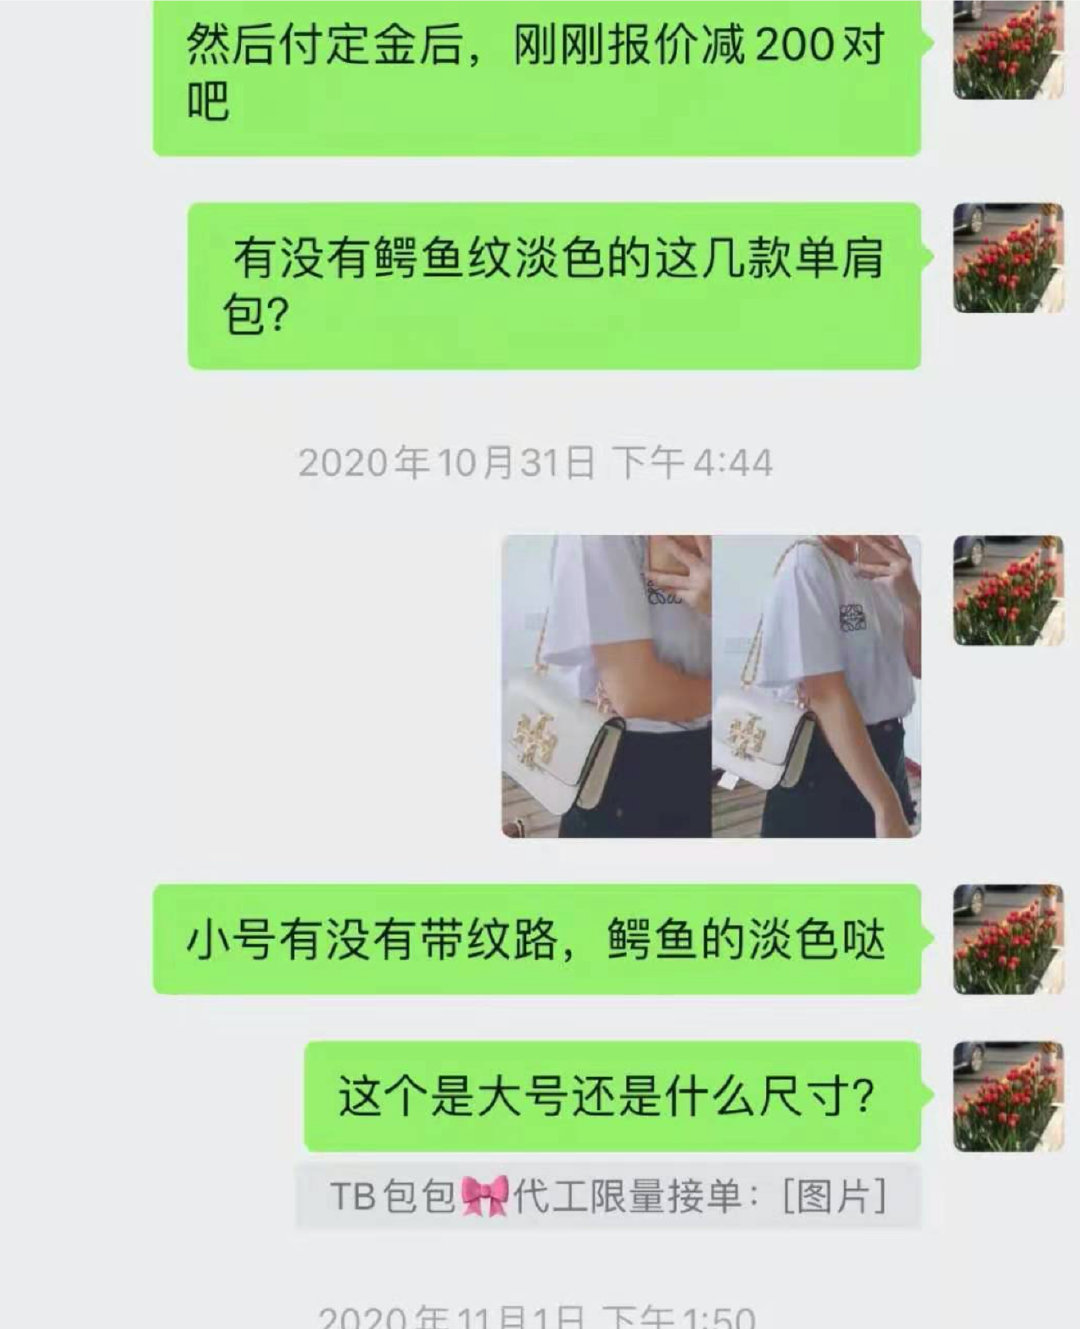 然后付定金后，刚刚报价减200对
吧
有没有鳄鱼纹淡色的这几款单肩
包？
2020年10月31日 下午4:44
小号有没有带纹路，鳄鱼的淡色哒
这个是大号还是什么尺寸？
TB包包🎀代工限量接单：[图片]
2020年11月1日 下午1:50